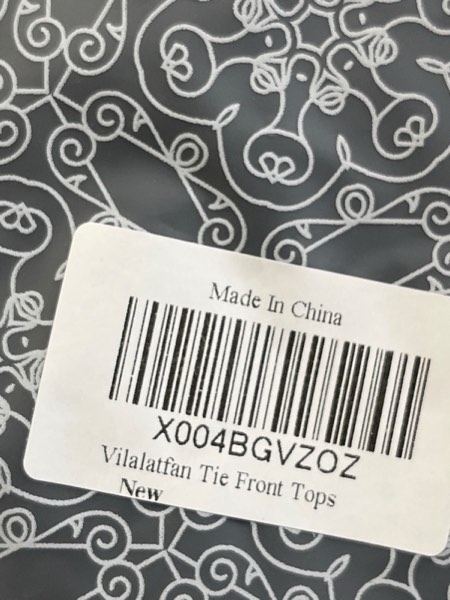 Made In China
X004BGVZOZ
Vilalatfan Tie Front Tops
New